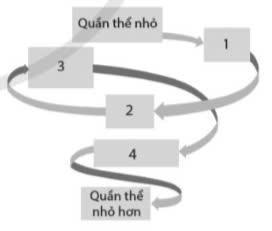 Quần thể nhỏ
1
3
2
4
Quần thể
nhỏ hơn